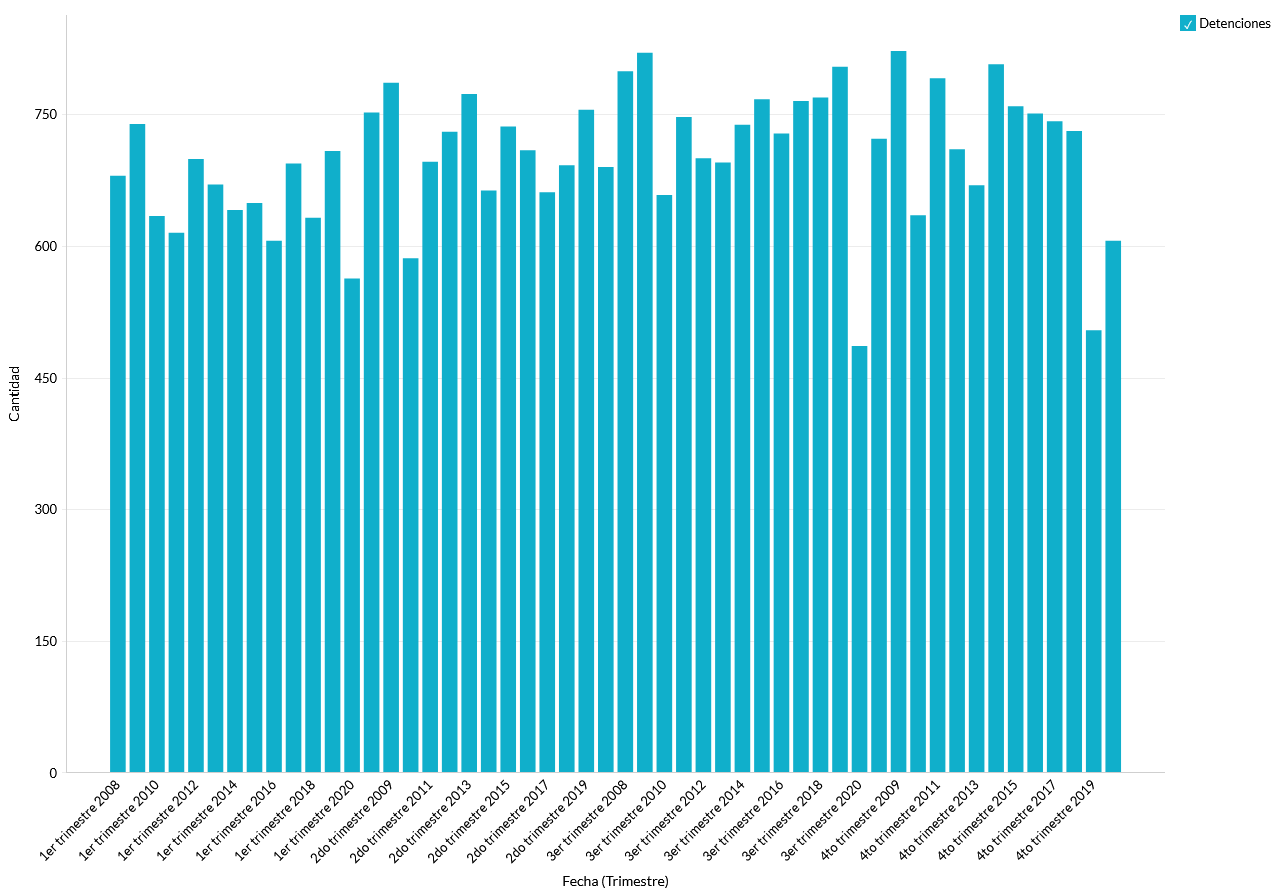 Detenciones
750
600
450
300
150
0
Cantidad
1er trimestre 2008
1er trimestre 2010
1er trimestre 2012
1er trimestre 2014
1er trimestre 2016
1er trimestre 2018
1er trimestre 2020
2do trimestre 2009
2do trimestre 2011
2do trimestre 2013
2do trimestre 2015
2do trimestre 2017
2do trimestre 2019
3er trimestre 2008
3er trimestre 2010
3er trimestre 2012
3er trimestre 2014
3er trimestre 2016
3er trimestre 2018
3er trimestre 2020
4to trimestre 2009
4to trimestre 2011
4to trimestre 2013
4to trimestre 2015
4to trimestre 2017
4to trimestre 2019
Fecha (Trimestre)